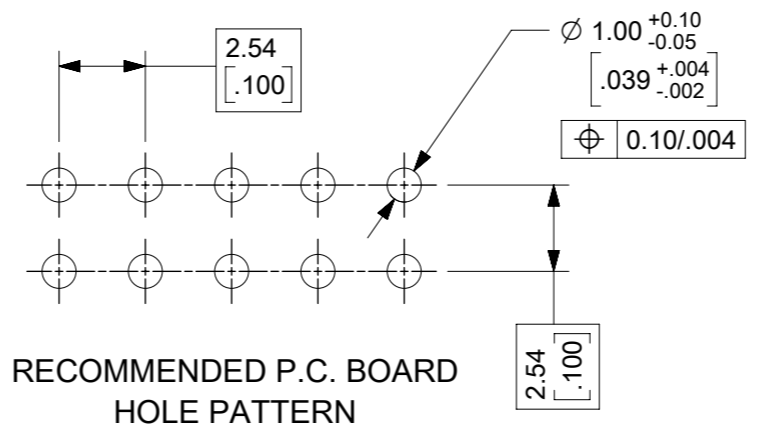 2.54
[.100]
Ø 1.00 +0.10
-0.05
[.039 +.004
-.002]
⌖ 0.10/.004
2.54
[.100]
RECOMMENDED P.C. BOARD
HOLE PATTERN